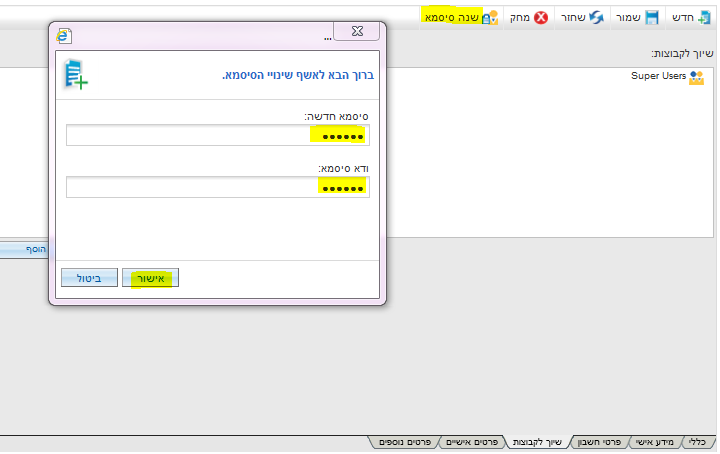 חדש שמור שחזר מחק שנה סיסמא
שיוך לקבוצות:
Super Users
...
ברוך הבא לאשף שינויי הסיסמא.
סיסמא חדשה:
••••••
ודא סיסמא:
••••••
אישור ביטול
הוסף
כללי מידע אישי פרטי חשבון שיוך לקבוצות פרטים אישיים פרטים נוספים